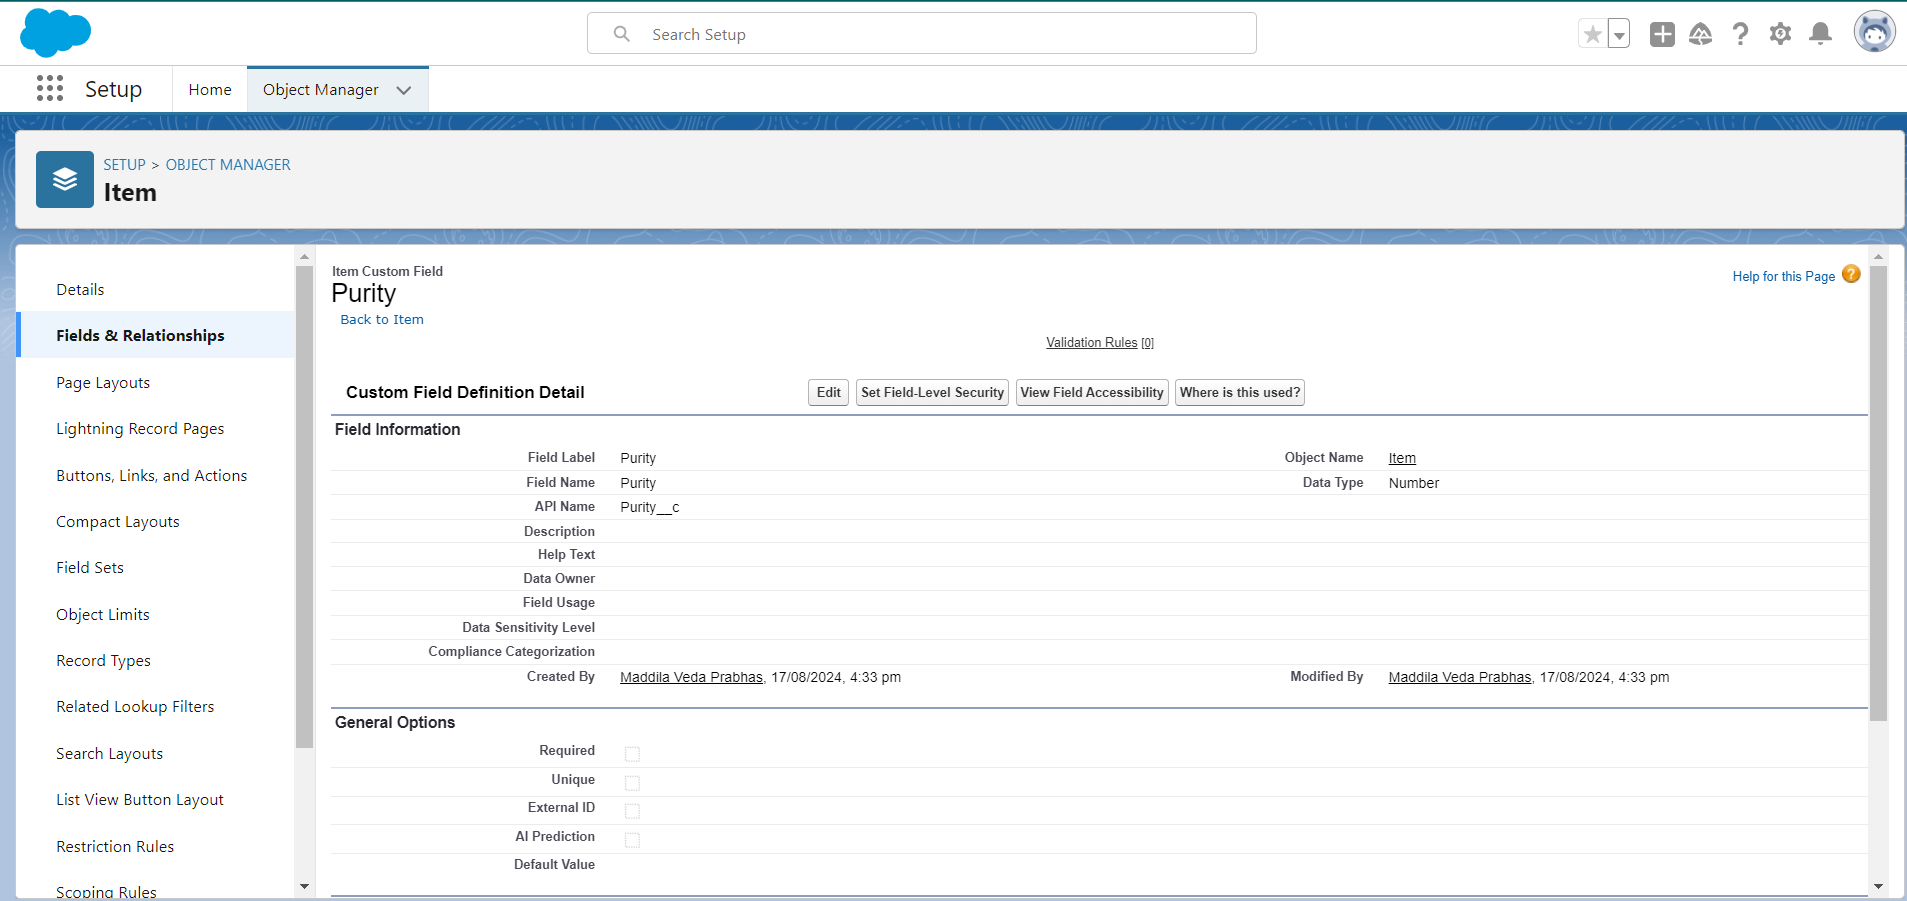 Search Setup
Setup
Home
Object Manager
SETUP > OBJECT MANAGER
Item
Details
Fields & Relationships
Page Layouts
Lightning Record Pages
Buttons, Links, and Actions
Compact Layouts
Field Sets
Object Limits
Record Types
Related Lookup Filters
Search Layouts
List View Button Layout
Restriction Rules
Scoping Rules
Item Custom Field
Purity
Back to Item
Help for this Page ?
Validation Rules [0]
Custom Field Definition Detail
Edit
Set Field-Level Security
View Field Accessibility
Where is this used?
Field Information
Field Label Purity Object Name Item
Field Name Purity Data Type Number
API Name Purity__c
Description
Help Text
Data Owner
Field Usage
Data Sensitivity Level
Compliance Categorization
Created By Maddila Veda Prabhas, 17/08/2024, 4:33 pm Modified By Maddila Veda Prabhas, 17/08/2024, 4:33 pm
General Options
Required
Unique
External ID
AI Prediction
Default Value